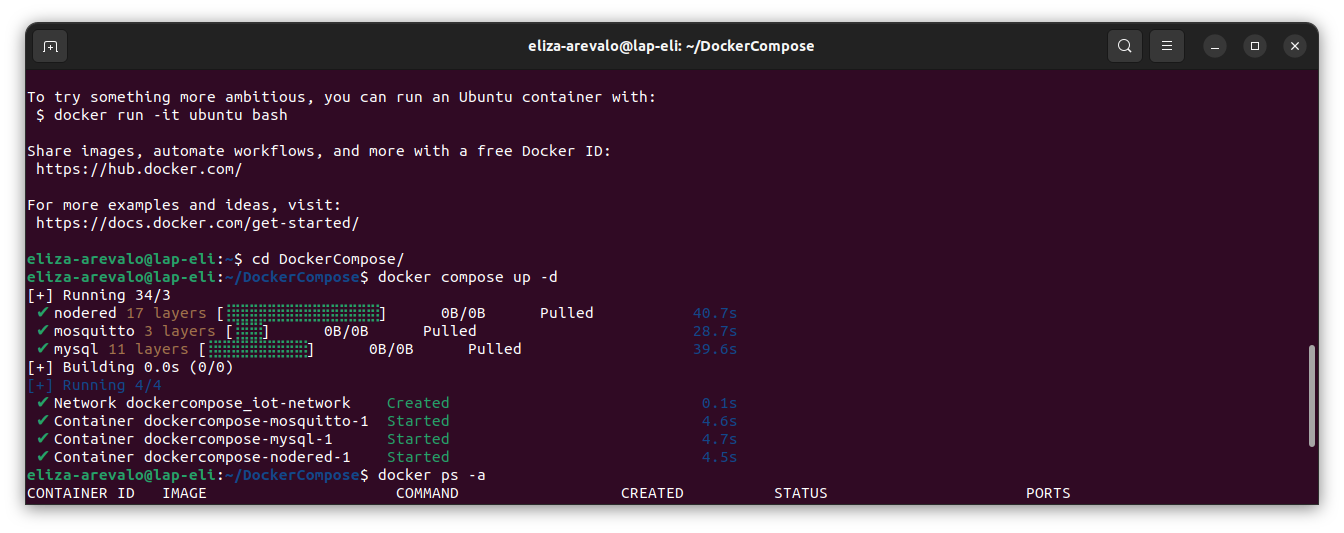 eliza-arevalo@lap-eli: ~/DockerCompose
To try something more ambitious, you can run an Ubuntu container with:
 $ docker run -it ubuntu bash
Share images, automate workflows, and more with a free Docker ID:
 https://hub.docker.com/
For more examples and ideas, visit:
 https://docs.docker.com/get-started/
eliza-arevalo@lap-eli:~$ cd DockerCompose/
eliza-arevalo@lap-eli:~/DockerCompose$ docker compose up -d
[+] Running 34/3
 ✔ nodered 17 layers [⣿⣿⣿⣿⣿⣿⣿⣿⣿⣿⣿⣿⣿⣿⣿⣿⣿]      0B/0B      Pulled           40.7s
 ✔ mosquitto 3 layers [⣿⣿⣿]      0B/0B      Pulled                        28.7s
 ✔ mysql 11 layers [⣿⣿⣿⣿⣿⣿⣿⣿⣿⣿⣿]      0B/0B      Pulled                   39.6s
[+] Building 0.0s (0/0)
[+] Running 4/4
 ✔ Network dockercompose_iot-network    Created                            0.1s
 ✔ Container dockercompose-mosquitto-1  Started                            4.6s
 ✔ Container dockercompose-mysql-1      Started                            4.7s
 ✔ Container dockercompose-nodered-1    Started                            4.5s
eliza-arevalo@lap-eli:~/DockerCompose$ docker ps -a
CONTAINER ID   IMAGE                     COMMAND                  CREATED          STATUS                      PORTS